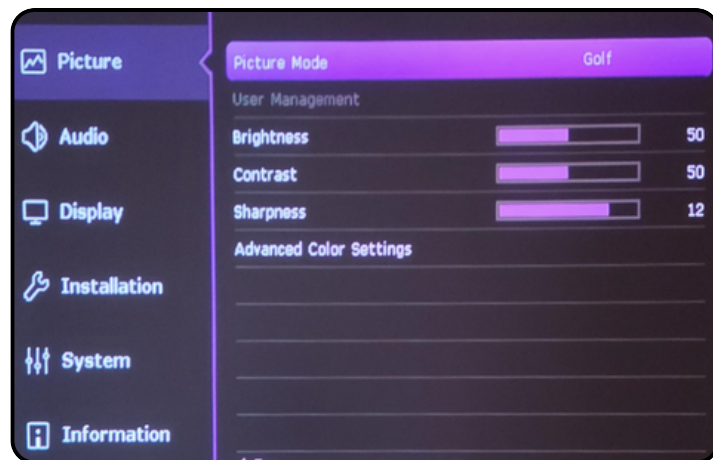 Picture
Audio
Display
Installation
System
Information
Picture Mode Golf
User Management
Brightness 50
Contrast 50
Sharpness 12
Advanced Color Settings